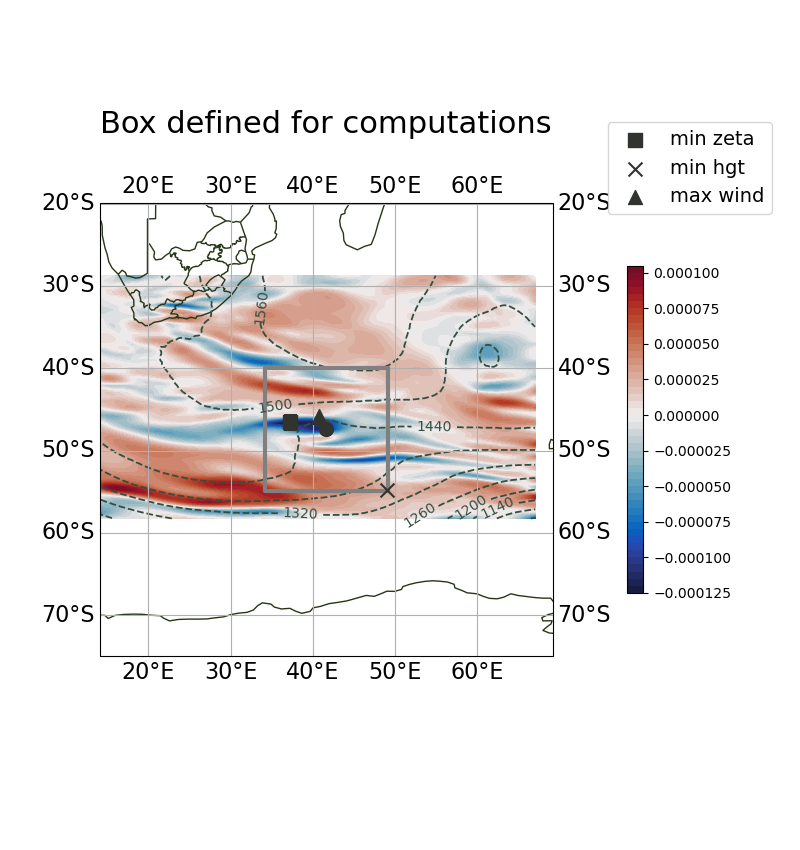 Box defined for computations
min zeta
min hgt
max wind
20°E 30°E 40°E 50°E 60°E
20°S 20°S
30°S 30°S
40°S 40°S
50°S 50°S
60°S 60°S
70°S 70°S
20°E 30°E 40°E 50°E 60°E
1560
1500
1440
1320
1260
1200
1140
0.000100
0.000075
0.000050
0.000025
0.000000
−0.000025
−0.000050
−0.000075
−0.000100
−0.000125